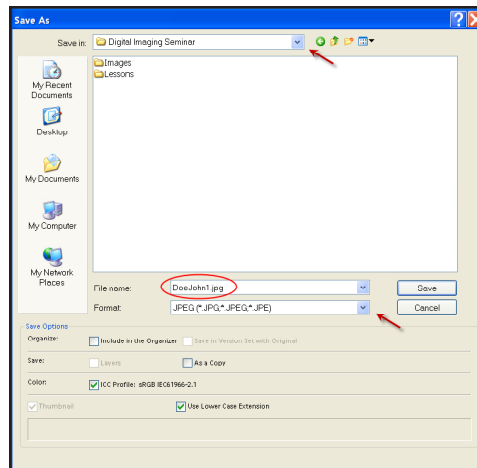 Save As
Save in:
Digital Imaging Seminar
Images
Lessons
My Recent
Documents
Desktop
My Documents
My Computer
My Network
Places
File name:
DoeJohn1.jpg
Save
Format:
JPEG (*.JPG;*.JPEG;*.JPE)
Cancel
Save Options
Organize:
Include in the Organizer
Save in Version Set with Original
Save:
Layers
As a Copy
Color:
ICC Profile: sRGB IEC61966-2.1
Thumbnail
Use Lower Case Extension